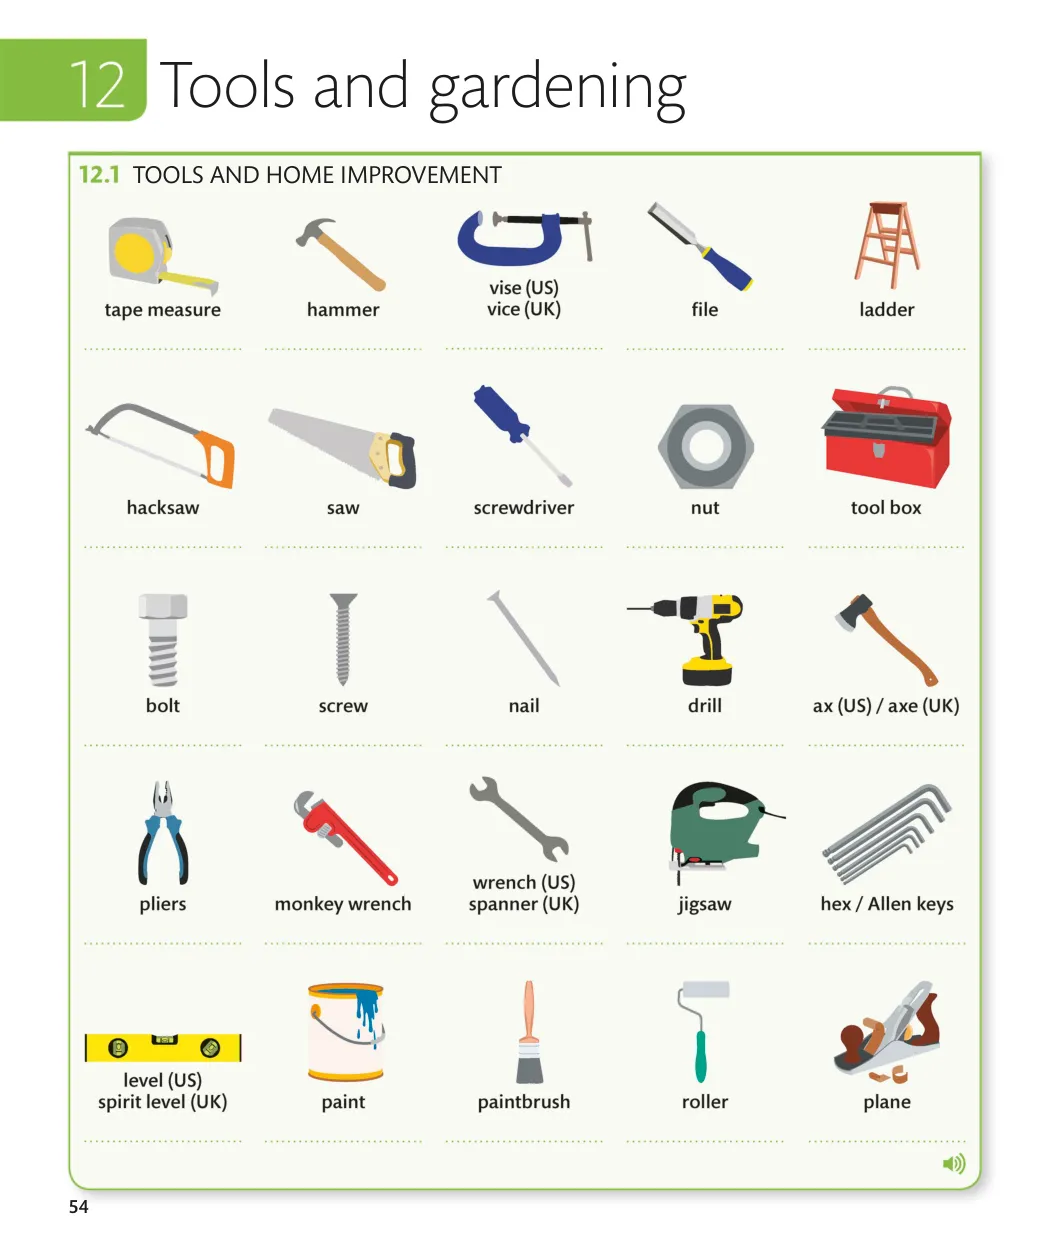 12 Tools and gardening
12.1 TOOLS AND HOME IMPROVEMENT
tape measure
hammer
vise (US)
vice (UK)
file
ladder
hacksaw
saw
screwdriver
nut
tool box
bolt
screw
nail
drill
ax (US) / axe (UK)
pliers
monkey wrench
wrench (US)
spanner (UK)
jigsaw
hex / Allen keys
level (US)
spirit level (UK)
paint
paintbrush
roller
plane
54